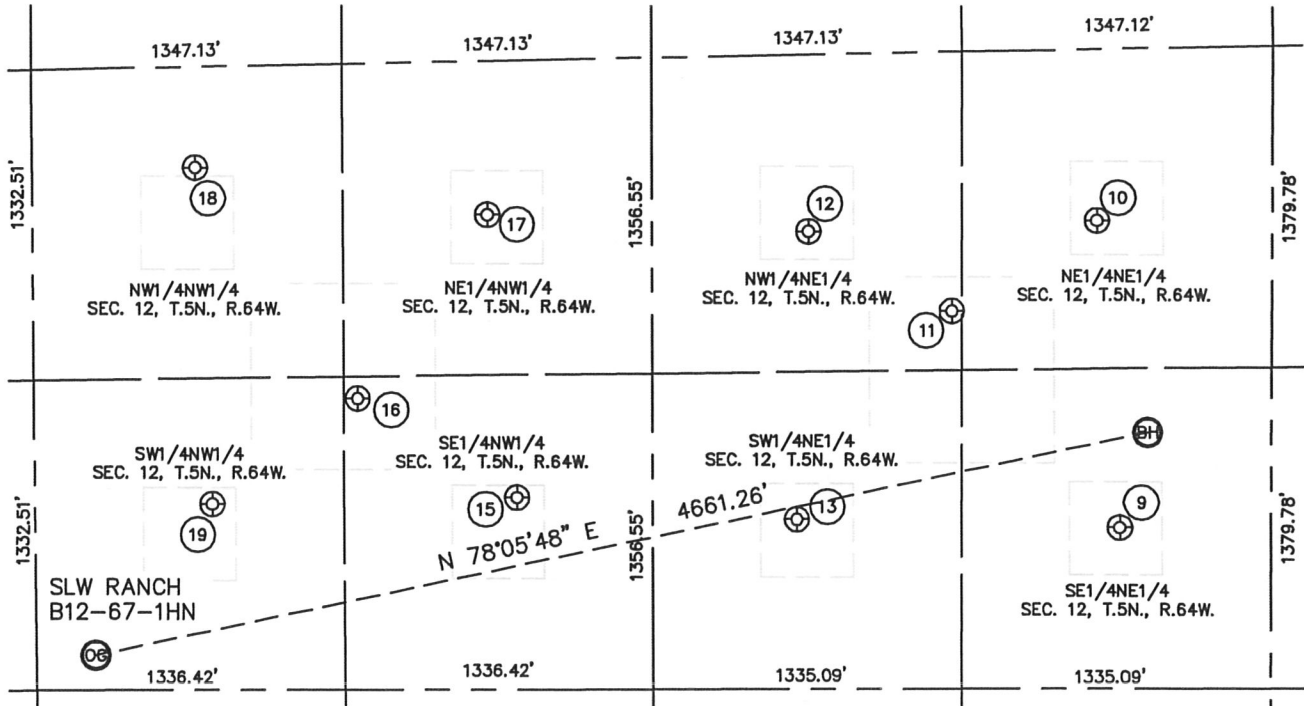 1347.13'
1347.13'
1347.13'
1347.12'
1332.51'
1356.55'
1379.78'
18
17
12
10
NW1/4NW1/4
SEC. 12, T.5N., R.64W.
NE1/4NW1/4
SEC. 12, T.5N., R.64W.
NW1/4NE1/4
SEC. 12, T.5N., R.64W.
NE1/4NE1/4
SEC. 12, T.5N., R.64W.
11
16
BH
SW1/4NW1/4
SEC. 12, T.5N., R.64W.
SE1/4NW1/4
SEC. 12, T.5N., R.64W.
SW1/4NE1/4
SEC. 12, T.5N., R.64W.
19
15
13
9
1332.51'
1356.55'
1379.78'
N 78°05'48" E
4661.26'
SE1/4NE1/4
SEC. 12, T.5N., R.64W.
SLW RANCH
B12-67-1HN
1336.42'
1336.42'
1335.09'
1335.09'